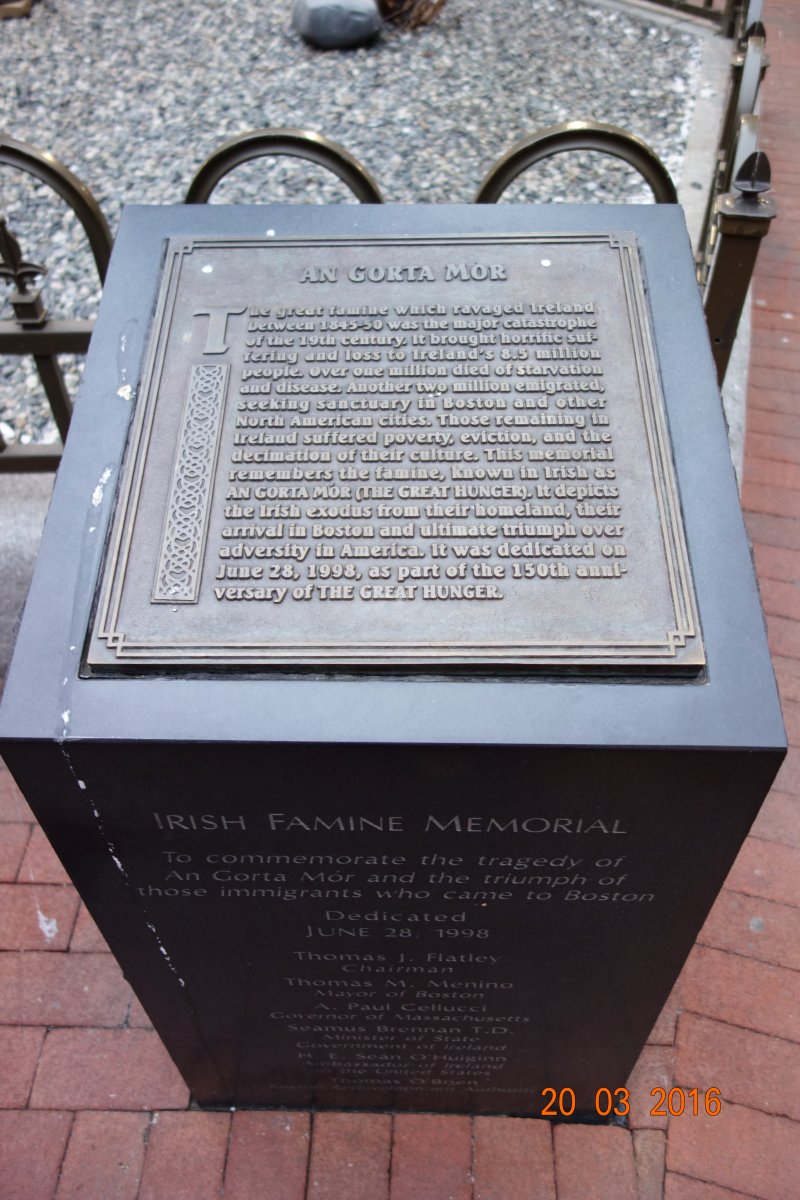 AN GORTA MÓR
The great famine which ravaged Ireland
between 1845-50 was the major catastrophe
of the 19th century. It brought horrific suf-
fering and loss to Ireland's 8.5 million
people. Over one million died of starvation
and disease. Another two million emigrated,
seeking sanctuary in Boston and other
North American cities. Those remaining in
Ireland suffered poverty, eviction, and the
decimation of their culture. This memorial
remembers the famine, known in Irish as
AN GORTA MÓR (THE GREAT HUNGER). It depicts
the Irish exodus from their homeland, their
arrival in Boston and ultimate triumph over
adversity in America. It was dedicated on
June 28, 1998, as part of the 150th anni-
versary of THE GREAT HUNGER.
IRISH FAMINE MEMORIAL
To commemorate the tragedy of
An Gorta Mór and the triumph of
those immigrants who came to Boston
Dedicated
JUNE 28, 1998
Thomas J. Flatley
Chairman
Thomas M. Menino
Mayor of Boston
A. Paul Cellucci
Governor of Massachusetts
Seamus Brennan T.D.
Minister of State
Government of Ireland
H. E. Seán O'Huiginn
Ambassador of Ireland
to the United States
Thomas O'Brien
Boston Redevelopment Authority
20 03 2016